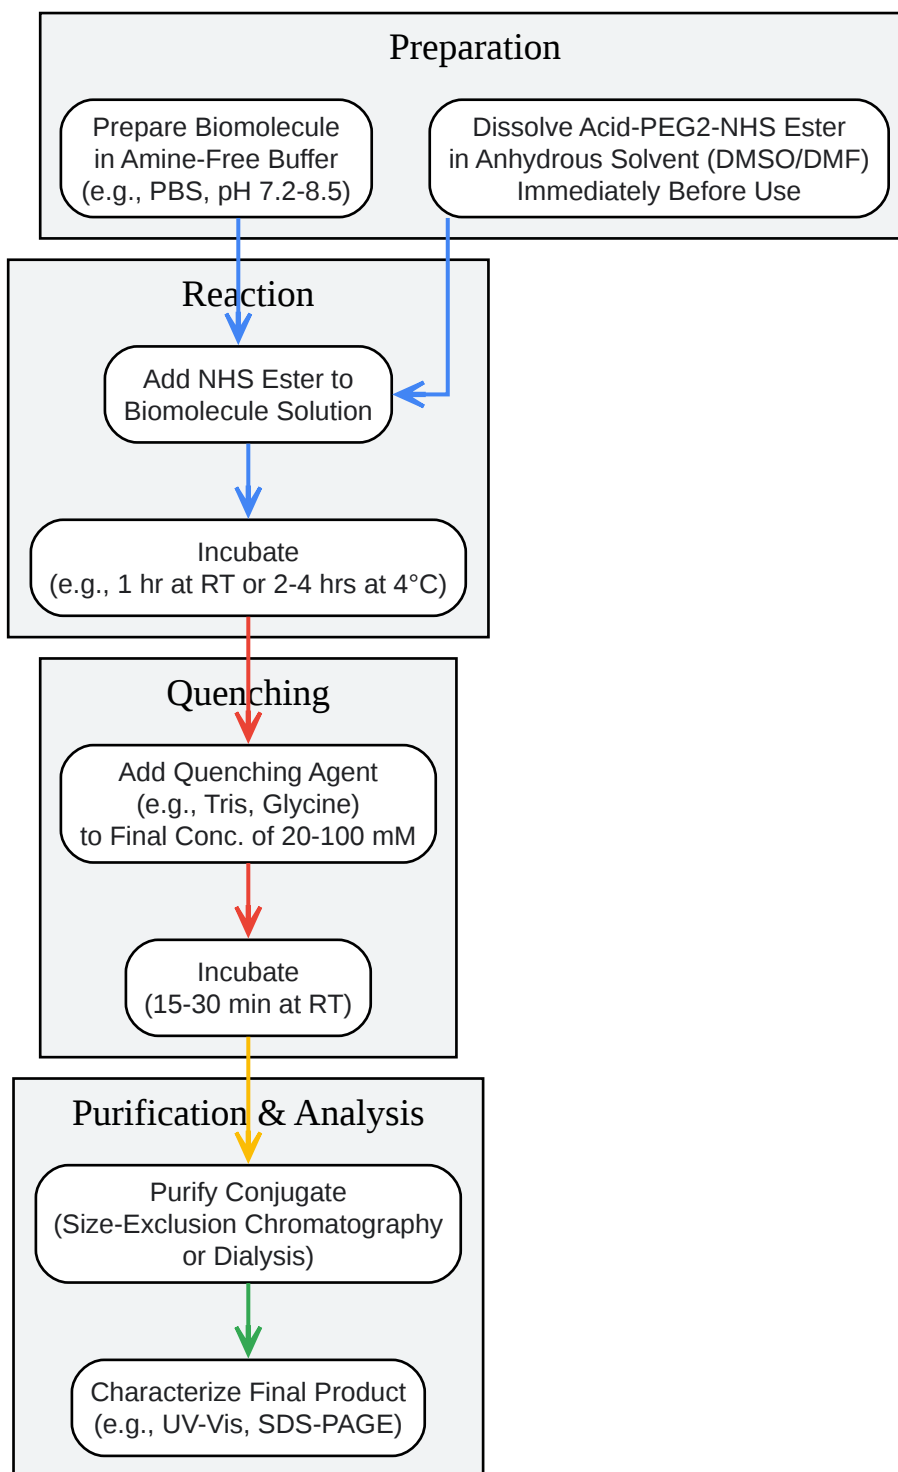 Preparation
Prepare Biomolecule
in Amine-Free Buffer
(e.g., PBS, pH 7.2-8.5)
Dissolve Acid-PEG2-NHS Ester
in Anhydrous Solvent (DMSO/DMF)
Immediately Before Use
Reaction
Add NHS Ester to
Biomolecule Solution
Incubate
(e.g., 1 hr at RT or 2-4 hrs at 4°C)
Quenching
Add Quenching Agent
(e.g., Tris, Glycine)
to Final Conc. of 20-100 mM
Incubate
(15-30 min at RT)
Purification & Analysis
Purify Conjugate
(Size-Exclusion Chromatography
or Dialysis)
Characterize Final Product
(e.g., UV-Vis, SDS-PAGE)